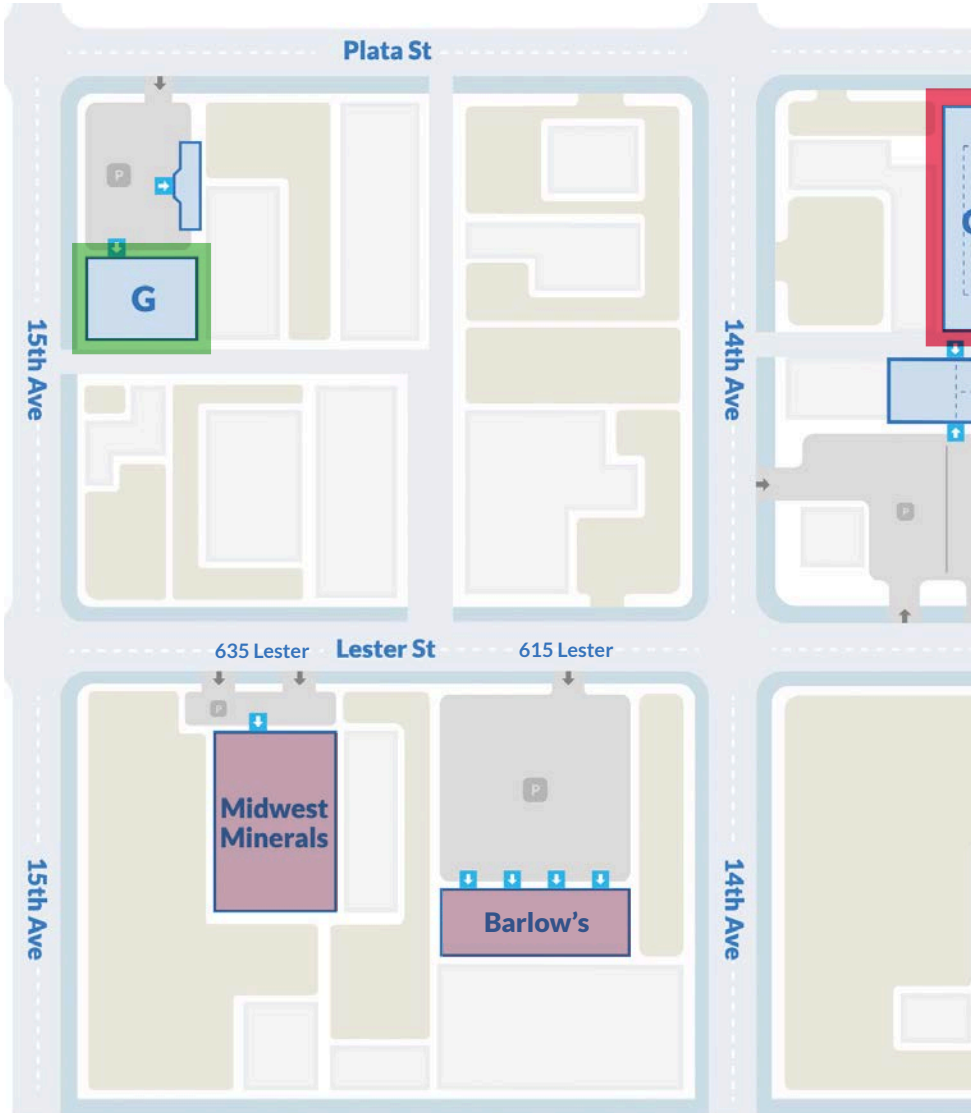 Plata St
P
G
15th Ave
14th Ave
P
635 Lester
Lester St
615 Lester
P
P
Midwest
Minerals
15th Ave
14th Ave
Barlow's